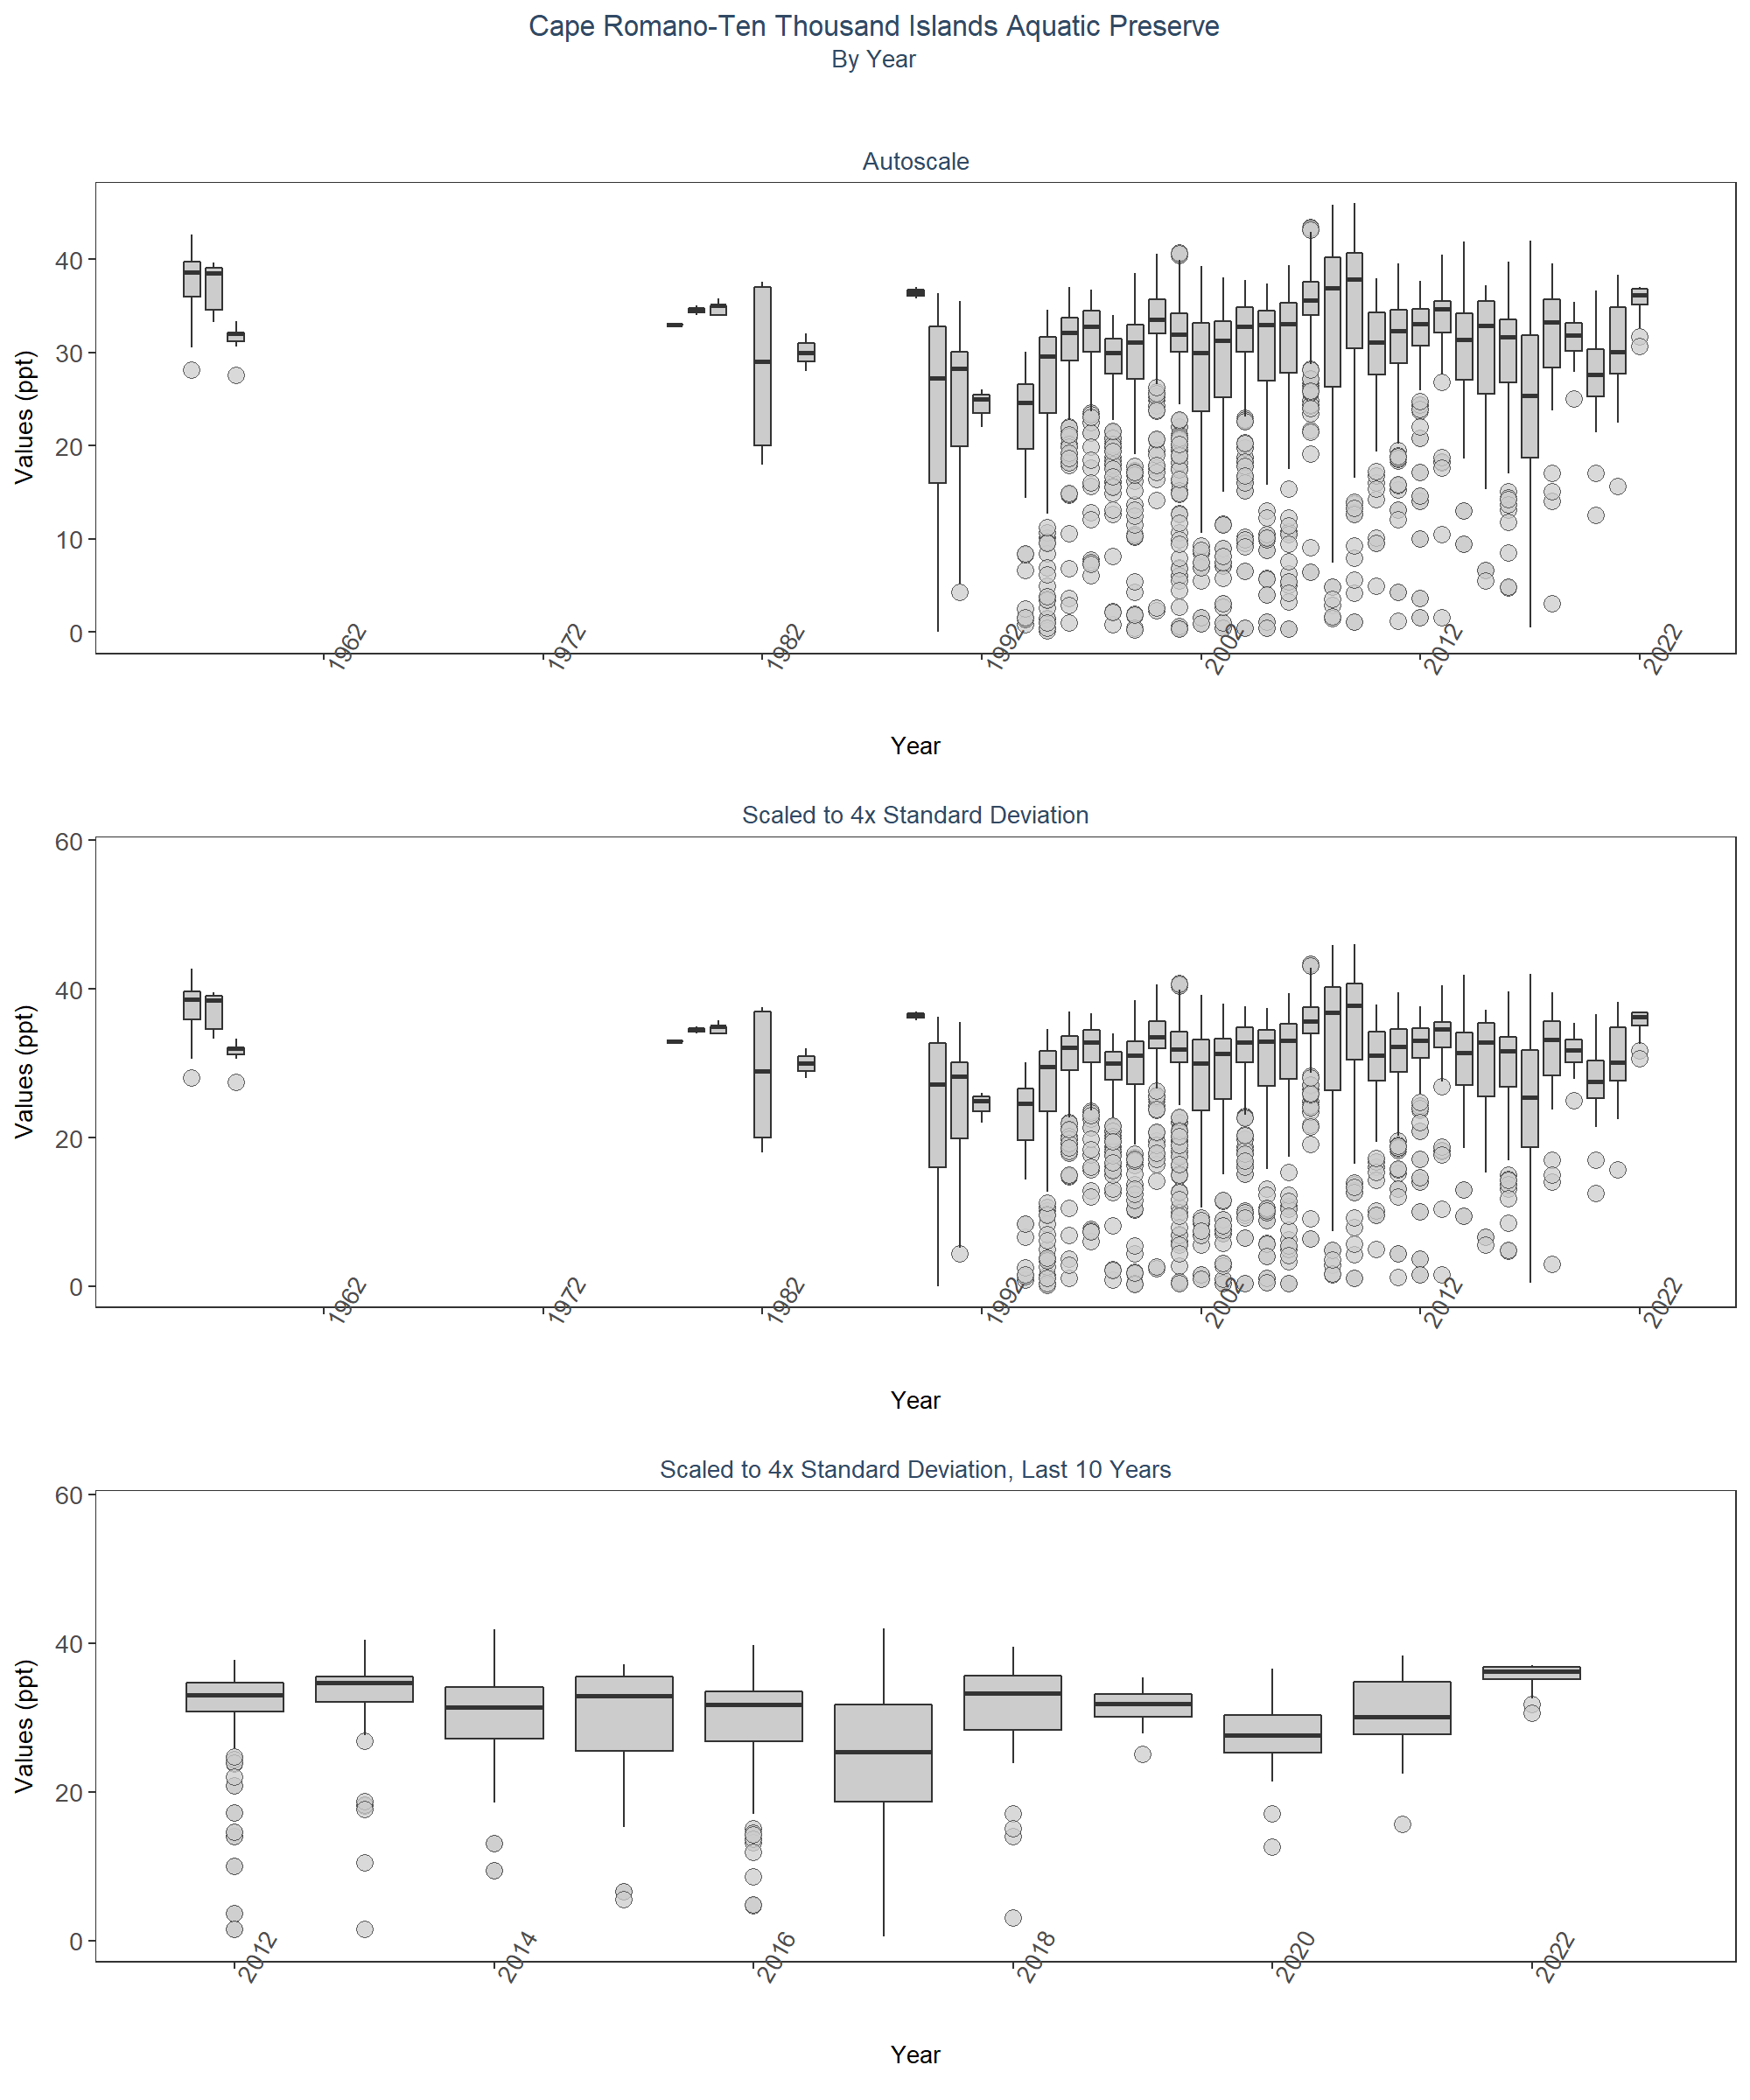 Cape Romano-Ten Thousand Islands Aquatic Preserve
By Year
Autoscale
Values (ppt)
40
30
20
10
0
1962 1972 1982 1992 2002 2012 2022
Year
Scaled to 4x Standard Deviation
Values (ppt)
60
40
20
0
1962 1972 1982 1992 2002 2012 2022
Year
Scaled to 4x Standard Deviation, Last 10 Years
Values (ppt)
60
40
20
0
2012 2014 2016 2018 2020 2022
Year